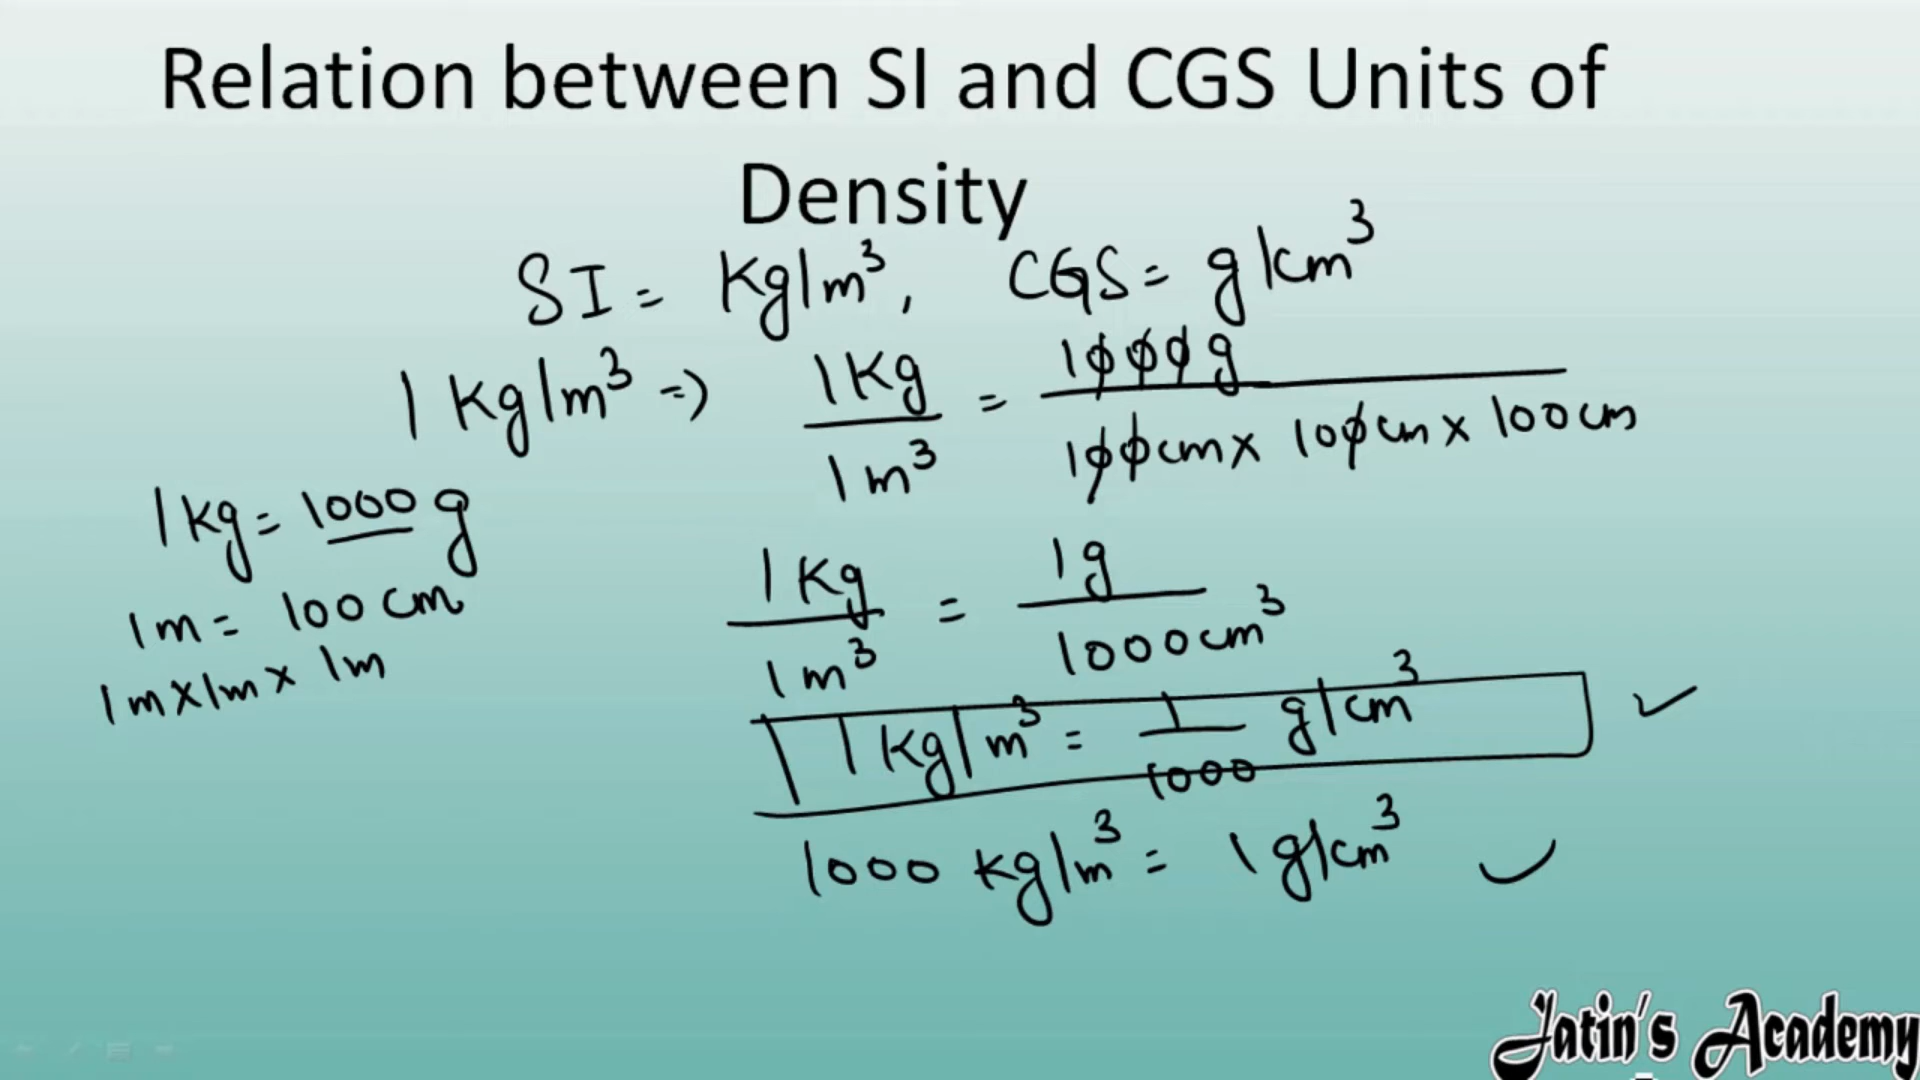 Relation between SI and CGS Units of
Density
SI = Kg/m³, CGS = g/cm³
1 Kg/m³ => 1Kg/1m³ = 1000g/100cm x 100cm x 100cm
1kg = 1000 g
1m = 100 cm
1m x 1m x 1m
1Kg/1m³ = 1g/1000cm³
1 kg/m³ = 1/1000 g/cm³ ✓
1000 kg/m³ = 1 g/cm³ ✓
Jatin's Academy